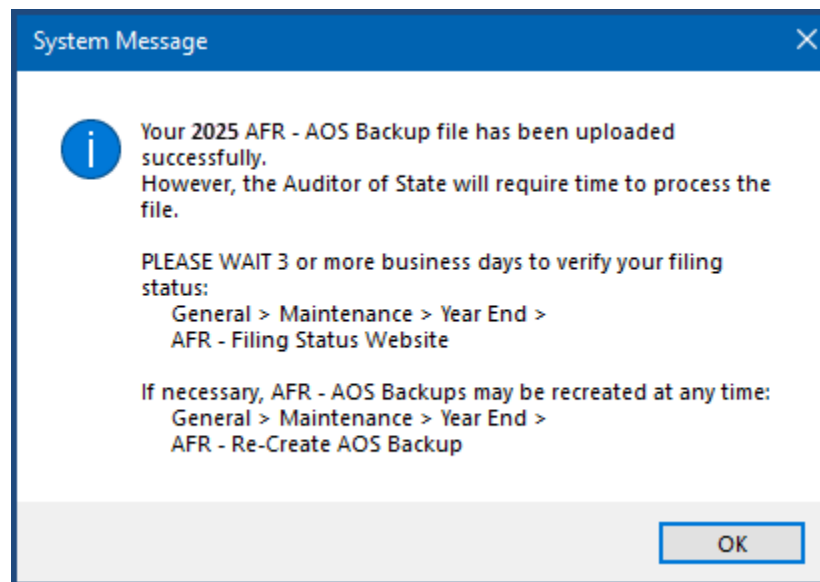 System Message
Your 2025 AFR - AOS Backup file has been uploaded
successfully.
However, the Auditor of State will require time to process the
file.
PLEASE WAIT 3 or more business days to verify your filing
status:
General > Maintenance > Year End >
AFR - Filing Status Website
If necessary, AFR - AOS Backups may be recreated at any time:
General > Maintenance > Year End >
AFR - Re-Create AOS Backup
OK